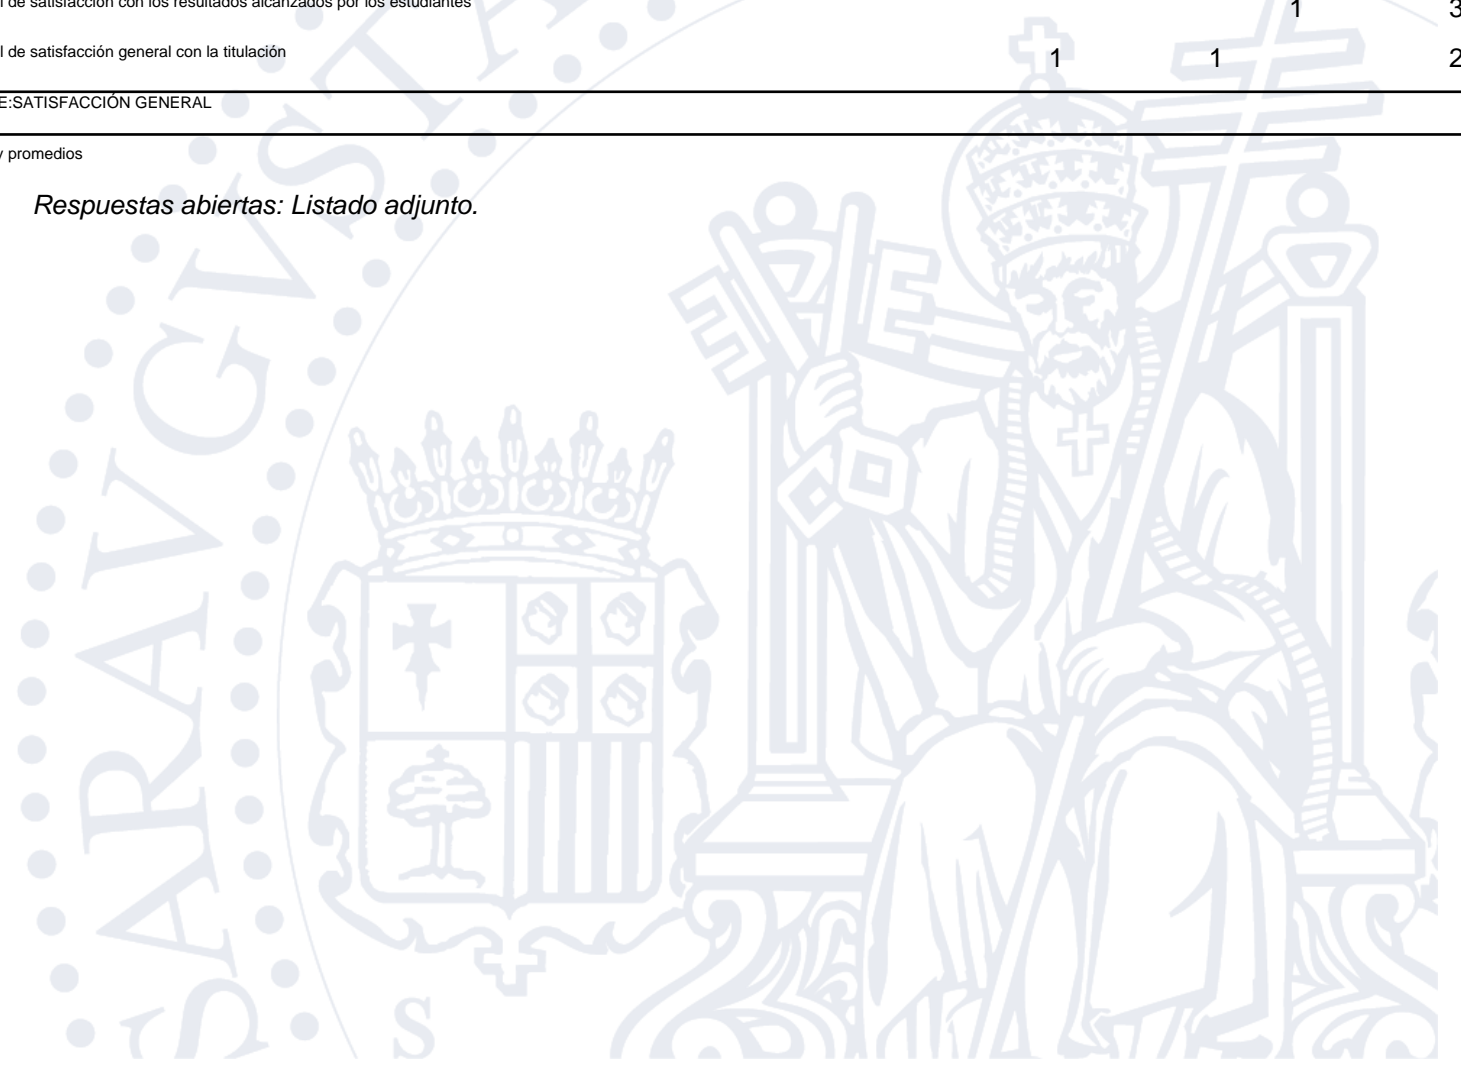 l de satisfacción con los resultados alcanzados por los estudiantes 1 3
l de satisfacción general con la titulación 1 1 2
E:SATISFACCIÓN GENERAL
y promedios
Respuestas abiertas: Listado adjunto.
SARAVGVSTA
S